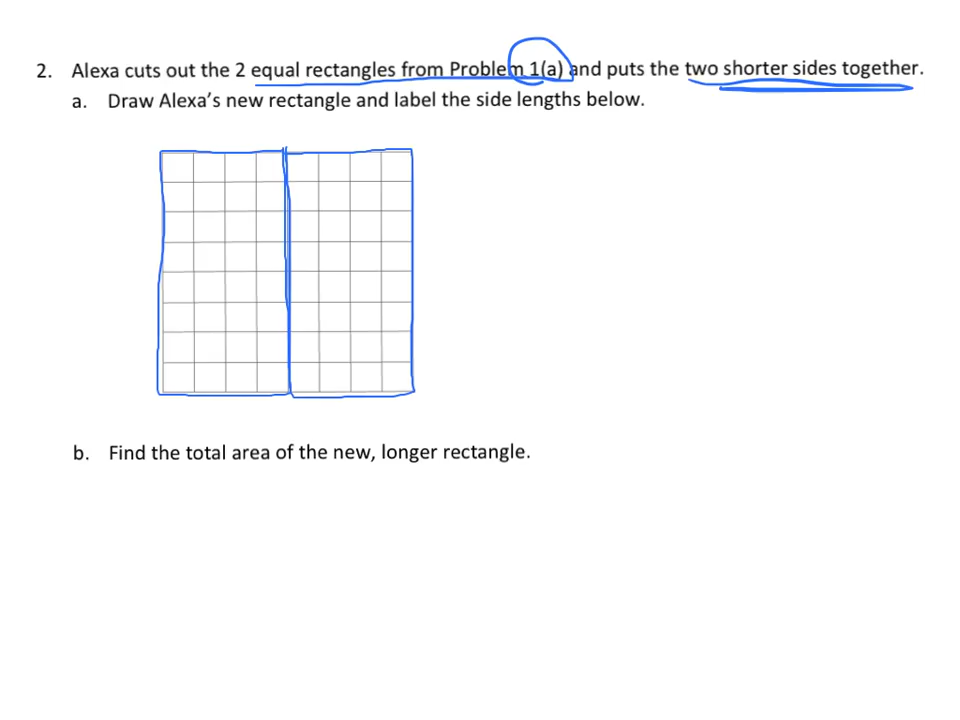 2. Alexa cuts out the 2 equal rectangles from Problem 1(a) and puts the two shorter sides together.
a. Draw Alexa’s new rectangle and label the side lengths below.
b. Find the total area of the new, longer rectangle.